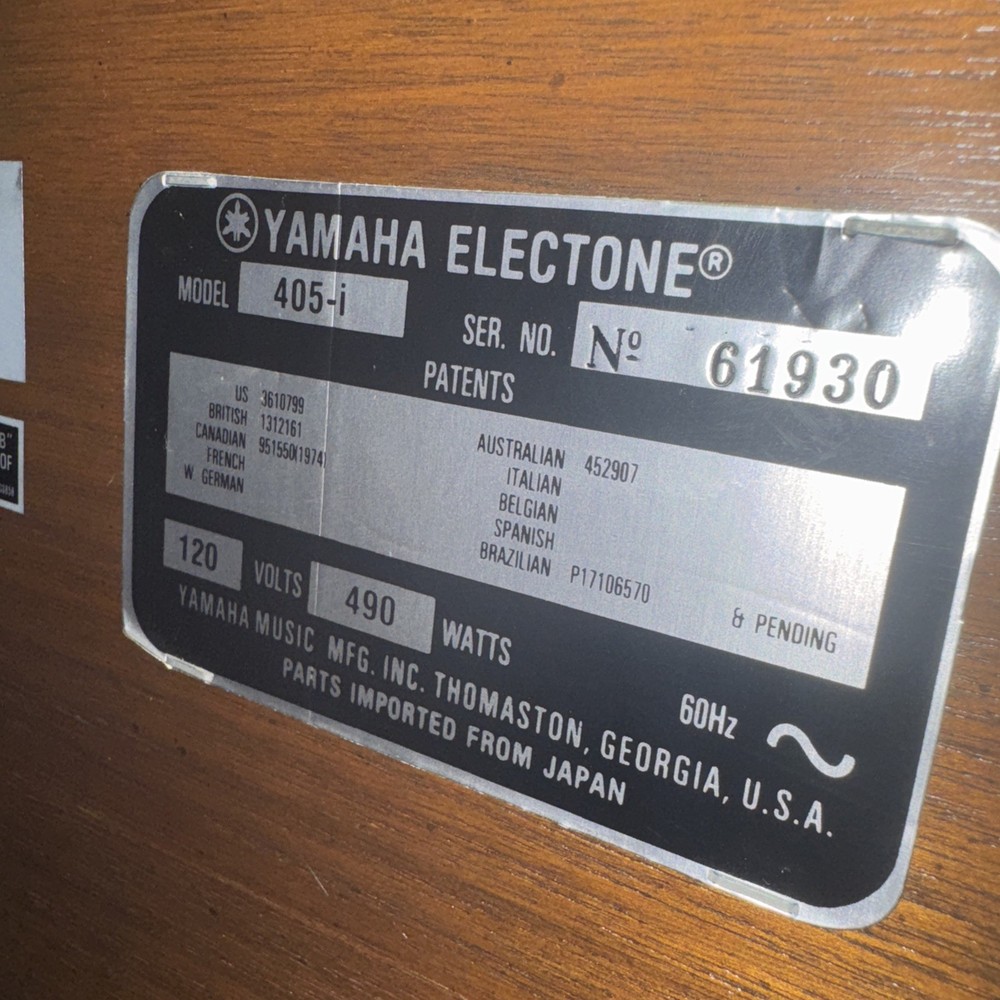 YAMAHA ELECTONE®
MODEL 405-i
SER. NO. Nº 61930
PATENTS
US 3610799
BRITISH 1312161
CANADIAN 951550(1974)
FRENCH
W GERMAN
AUSTRALIAN 452907
ITALIAN
BELGIAN
SPANISH
BRAZILIAN P17106570
& PENDING
120 VOLTS 490 WATTS
60Hz ~
YAMAHA MUSIC MFG. INC. THOMASTON, GEORGIA, U.S.A.
PARTS IMPORTED FROM JAPAN
B"
OF